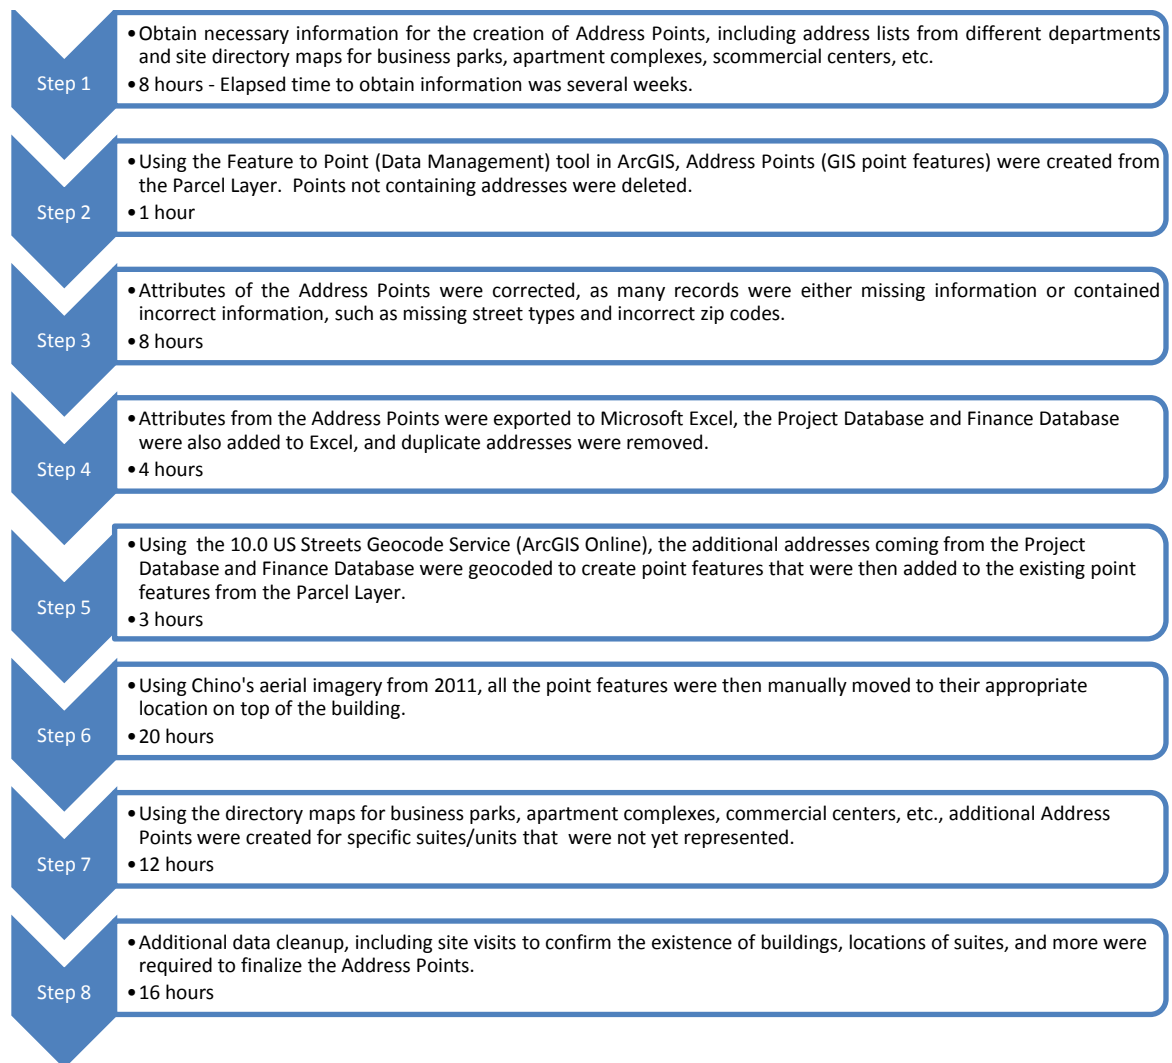 Step 1
•Obtain necessary information for the creation of Address Points, including address lists from different departments
and site directory maps for business parks, apartment complexes, scommercial centers, etc.
•8 hours - Elapsed time to obtain information was several weeks.
Step 2
•Using the Feature to Point (Data Management) tool in ArcGIS, Address Points (GIS point features) were created from
the Parcel Layer. Points not containing addresses were deleted.
•1 hour
Step 3
•Attributes of the Address Points were corrected, as many records were either missing information or contained
incorrect information, such as missing street types and incorrect zip codes.
•8 hours
Step 4
•Attributes from the Address Points were exported to Microsoft Excel, the Project Database and Finance Database
were also added to Excel, and duplicate addresses were removed.
•4 hours
Step 5
•Using the 10.0 US Streets Geocode Service (ArcGIS Online), the additional addresses coming from the Project
Database and Finance Database were geocoded to create point features that were then added to the existing point
features from the Parcel Layer.
•3 hours
Step 6
•Using Chino's aerial imagery from 2011, all the point features were then manually moved to their appropriate
location on top of the building.
•20 hours
Step 7
•Using the directory maps for business parks, apartment complexes, commercial centers, etc., additional Address
Points were created for specific suites/units that were not yet represented.
•12 hours
Step 8
•Additional data cleanup, including site visits to confirm the existence of buildings, locations of suites, and more were
required to finalize the Address Points.
•16 hours